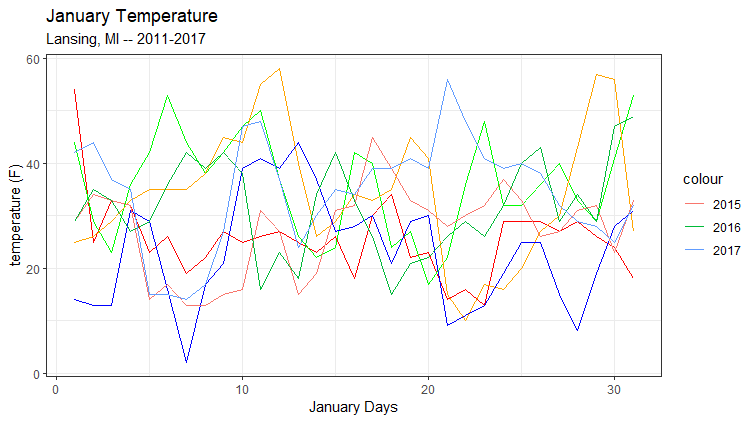 January Temperature
Lansing, MI -- 2011-2017
60
40
20
0
temperature (F)
0 10 20 30
January Days
colour
2015
2016
2017